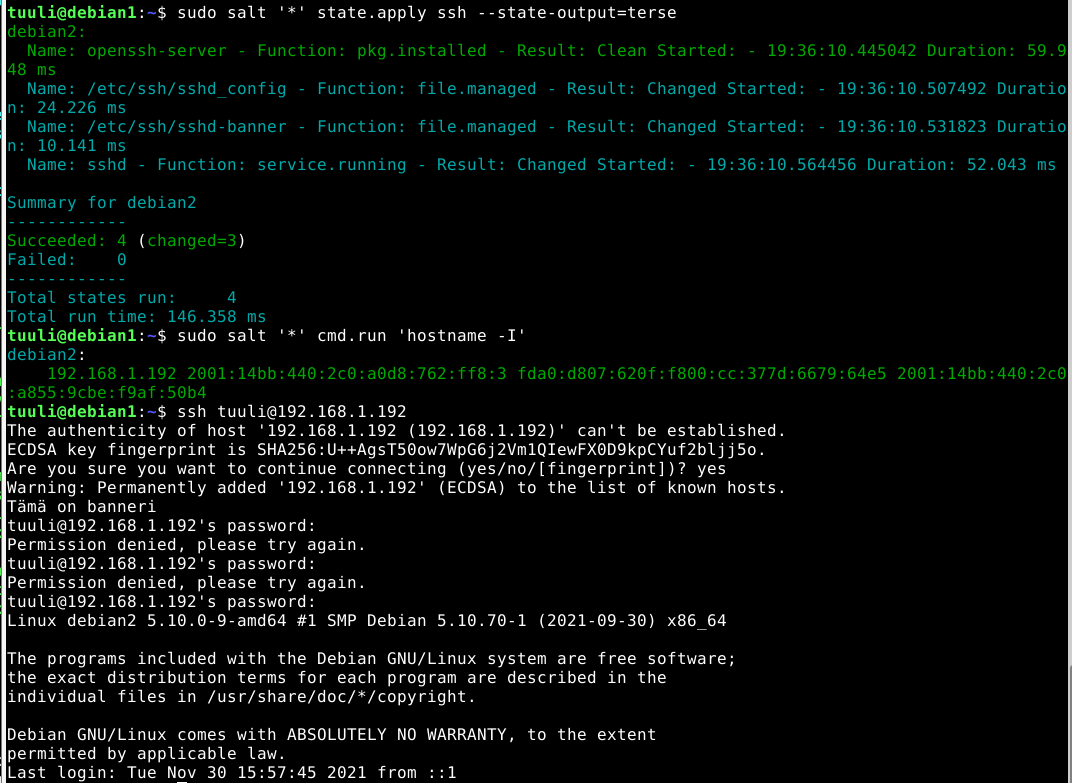 tuuli@debian1:~$ sudo salt '*' state.apply ssh --state-output=terse
debian2:
  Name: openssh-server - Function: pkg.installed - Result: Clean Started: - 19:36:10.445042 Duration: 59.9
48 ms
  Name: /etc/ssh/sshd_config - Function: file.managed - Result: Changed Started: - 19:36:10.507492 Duratio
n: 24.226 ms
  Name: /etc/ssh/sshd-banner - Function: file.managed - Result: Changed Started: - 19:36:10.531823 Duratio
n: 10.141 ms
  Name: sshd - Function: service.running - Result: Changed Started: - 19:36:10.564456 Duration: 52.043 ms

Summary for debian2
------------
Succeeded: 4 (changed=3)
Failed:    0
------------
Total states run:     4
Total run time: 146.358 ms
tuuli@debian1:~$ sudo salt '*' cmd.run 'hostname -I'
debian2:
    192.168.1.192 2001:14bb:440:2c0:a0d8:762:ff8:3 fda0:d807:620f:f800:cc:377d:6679:64e5 2001:14bb:440:2c0
:a855:9cbe:f9af:50b4
tuuli@debian1:~$ ssh tuuli@192.168.1.192
The authenticity of host '192.168.1.192 (192.168.1.192)' can't be established.
ECDSA key fingerprint is SHA256:U++AgsT50ow7WpG6j2Vm1QIewFX0D9kpCYuf2bljj5o.
Are you sure you want to continue connecting (yes/no/[fingerprint])? yes
Warning: Permanently added '192.168.1.192' (ECDSA) to the list of known hosts.
Tämä on banneri
tuuli@192.168.1.192's password:
Permission denied, please try again.
tuuli@192.168.1.192's password:
Permission denied, please try again.
tuuli@192.168.1.192's password:
Linux debian2 5.10.0-9-amd64 #1 SMP Debian 5.10.70-1 (2021-09-30) x86_64

The programs included with the Debian GNU/Linux system are free software;
the exact distribution terms for each program are described in the
individual files in /usr/share/doc/*/copyright.

Debian GNU/Linux comes with ABSOLUTELY NO WARRANTY, to the extent
permitted by applicable law.
Last login: Tue Nov 30 15:57:45 2021 from ::1